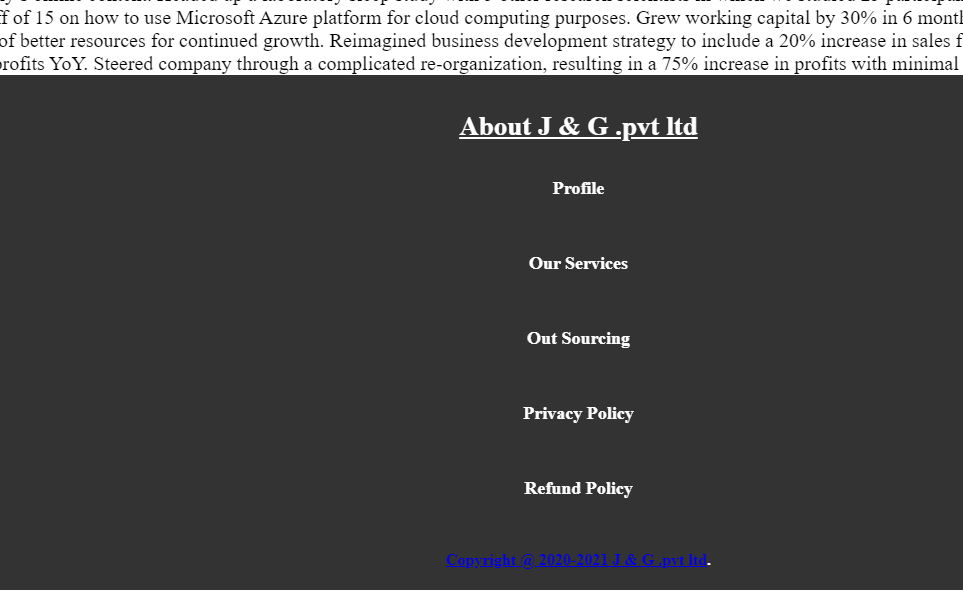 ff of 15 on how to use Microsoft Azure platform for cloud computing purposes. Grew working capital by 30% in 6 month
of better resources for continued growth. Reimagined business development strategy to include a 20% increase in sales f
profits YoY. Steered company through a complicated re-organization, resulting in a 75% increase in profits with minimal
About J & G .pvt ltd
Profile
Our Services
Out Sourcing
Privacy Policy
Refund Policy
Copyright @ 2020-2021 J & G .pvt ltd.